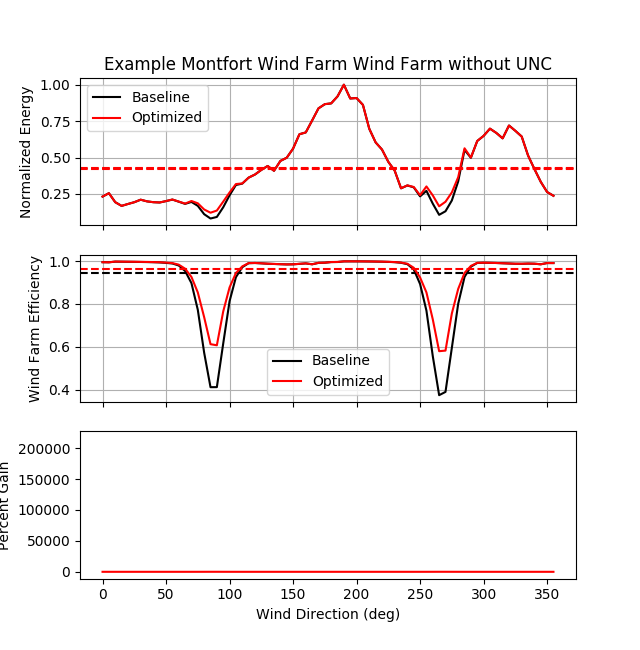 Example Montfort Wind Farm Wind Farm without UNC
Normalized Energy
1.00
0.75
0.50
0.25
Baseline
Optimized
Wind Farm Efficiency
1.0
0.8
0.6
0.4
Baseline
Optimized
Percent Gain
200000
150000
100000
50000
0
0 50 100 150 200 250 300 350
Wind Direction (deg)